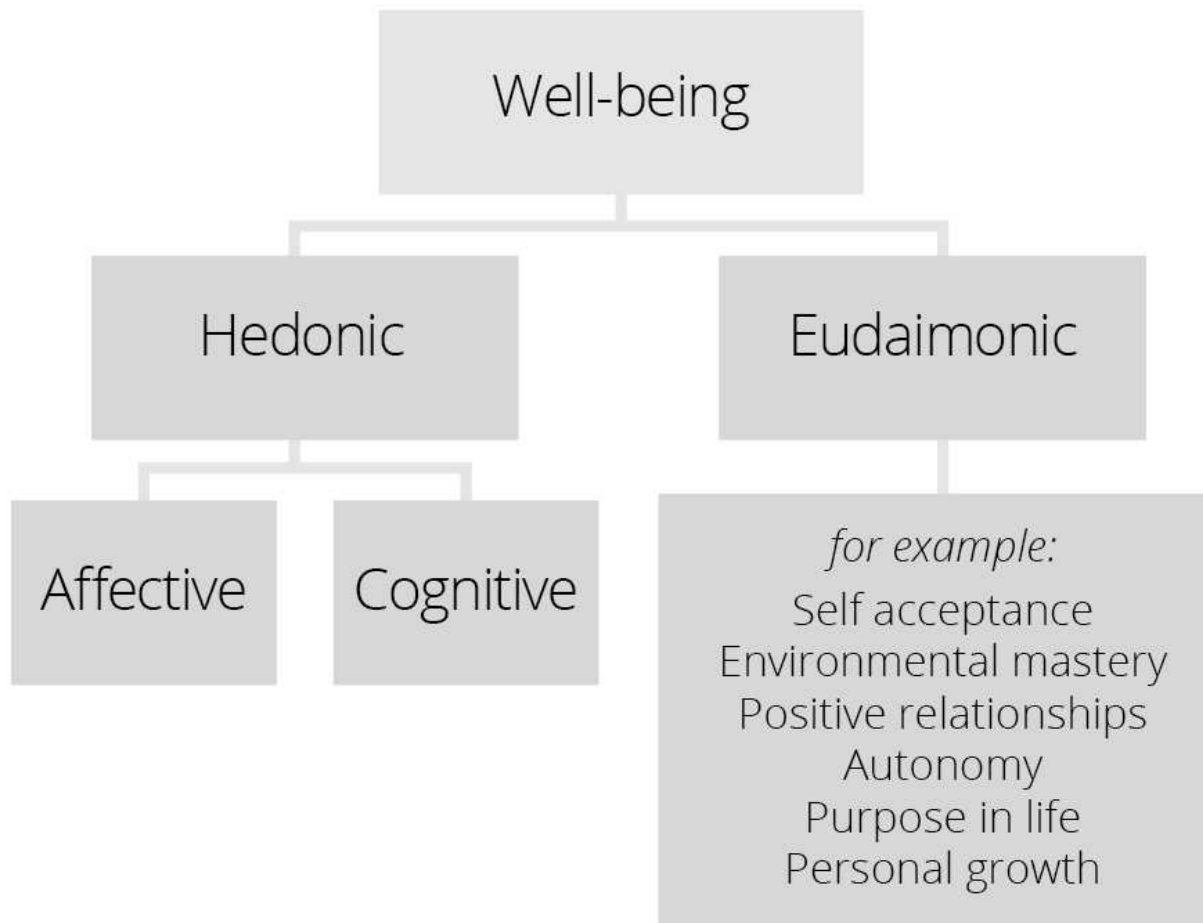 Well-being
Hedonic
Eudaimonic
Affective
Cognitive
for example:
Self acceptance
Environmental mastery
Positive relationships
Autonomy
Purpose in life
Personal growth